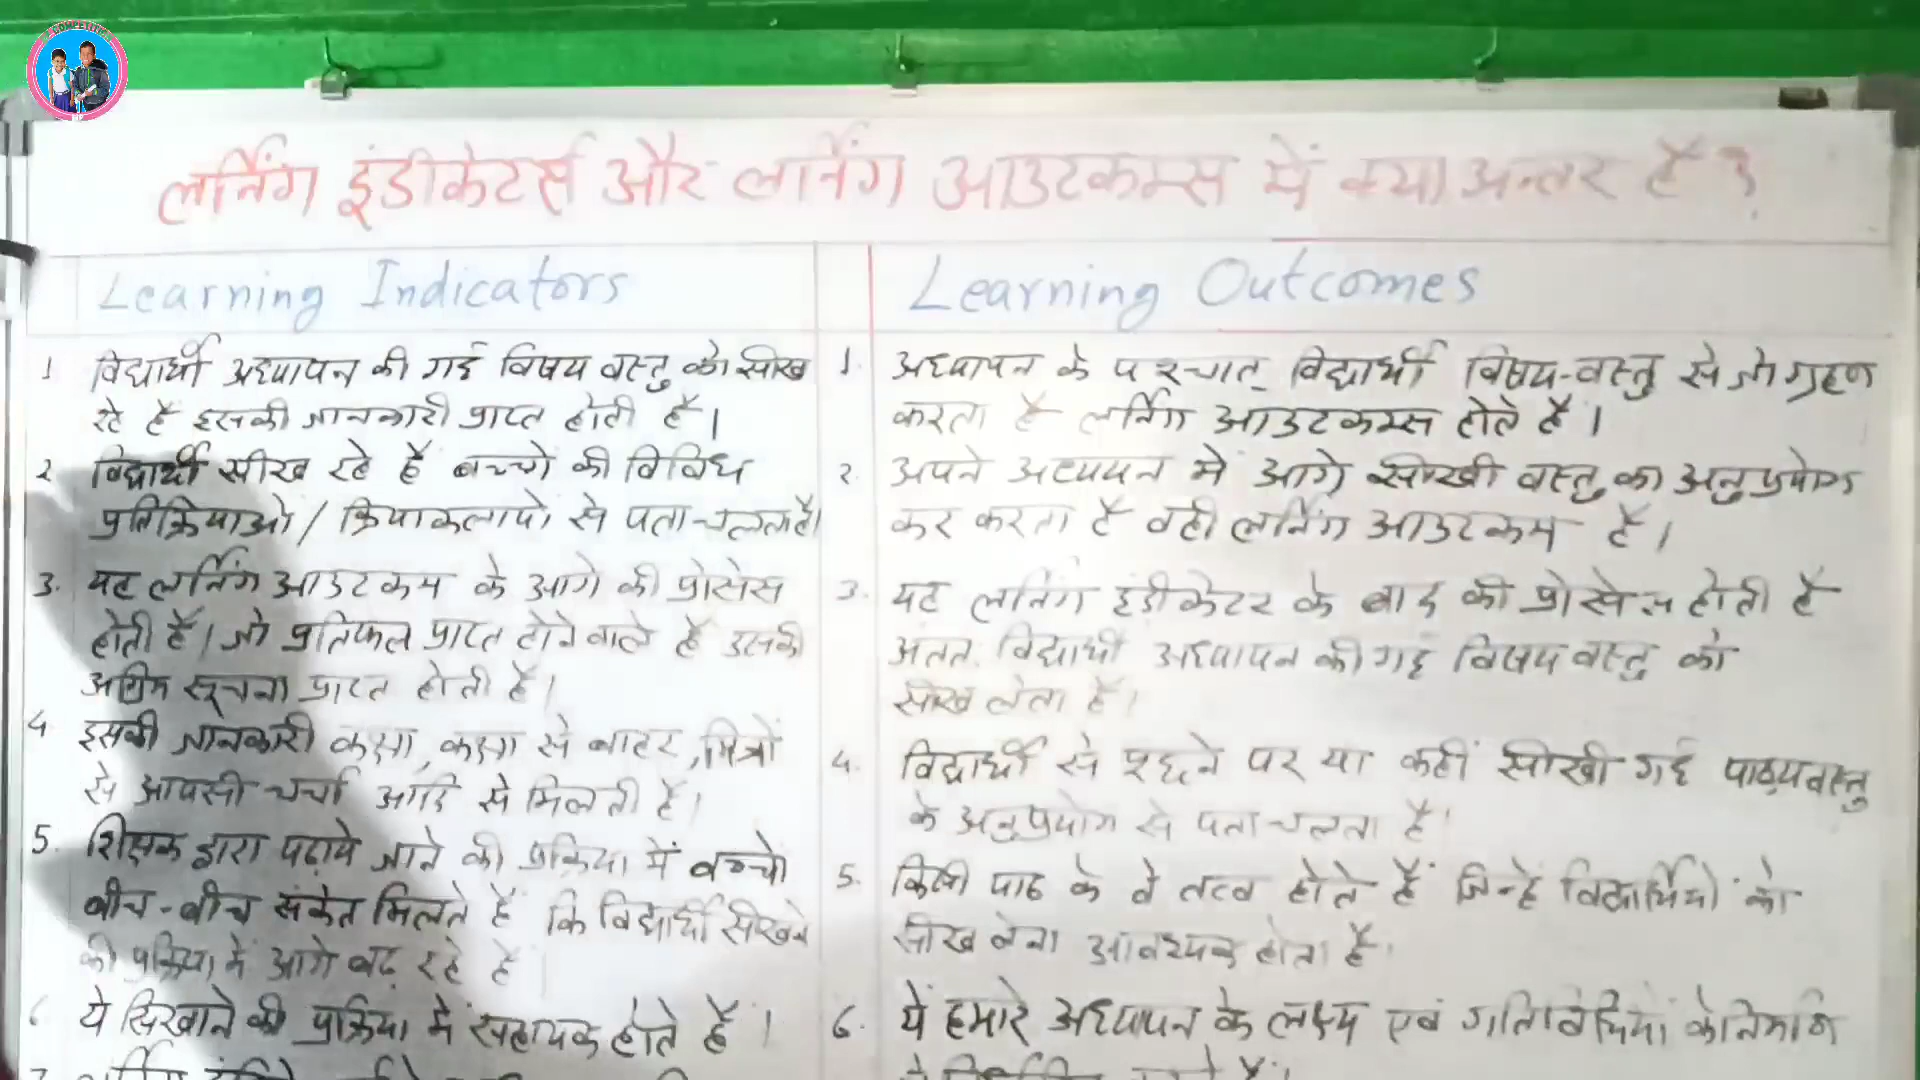 COMPETITION
लर्निंग इंडीकेटर्स और लर्निंग आउटकम्स में क्या अन्तर है ?
Learning Indicators
1 विद्यार्थी अध्यापन की गई विषय वस्तु को सीख
रहे हैं इसकी जानकारी प्राप्त होती है।
2 विद्यार्थी सीख रहे हैं बच्चो की विविध
प्रतिक्रियाओ / क्रियाकलापो से पता चलता है।
3. यह लर्निंग आउटकम के आगे की प्रोसेस
होती है। जो प्रतिफल प्राप्त होने वाले है उसकी
अग्रिम सूचना प्राप्त होती है।
4 इसकी जानकारी कक्षा, कक्षा से बाहर, मित्रों
से आपसी चर्चा आदि से मिलती है।
5. शिक्षक द्वारा पढ़ाये जाने की प्रक्रिया में बच्चो
बीच-बीच संकेत मिलते हैं कि विद्यार्थी सीखने
की प्रक्रिया में आगे बढ़ रहे है।
6 ये सिखाने की प्रक्रिया में सहायक होते हैं ।
Learning Outcomes
1. अध्यापन के पश्चात् विद्यार्थी विषय-वस्तु से जो ग्रहण
करता है लर्निंग आउटकम्स होते है ।
2. अपने अध्ययन में आगे सीखी वस्तु का अनुप्रयोग
कर करता है वही लर्निंग आउटकम है ।
3. यह लर्निंग इंडीकेटर के बाद की प्रोसेस होती है
अंतत विद्यार्थी अध्यापन की गई विषय वस्तु को
सीख लेता है।
4. विद्यार्थी से पूछने पर या कहीं सीखी गई पाठ्यवस्तु
के अनुप्रयोग से पता चलता है।
5. किसी पाठ के वे तत्व होते हैं जिन्हें विद्यार्थियों को
सीख लेना आवश्यक होता है।
6. ये हमारे अध्यापन के लक्ष्य एवं गतिविधियों के निर्माण